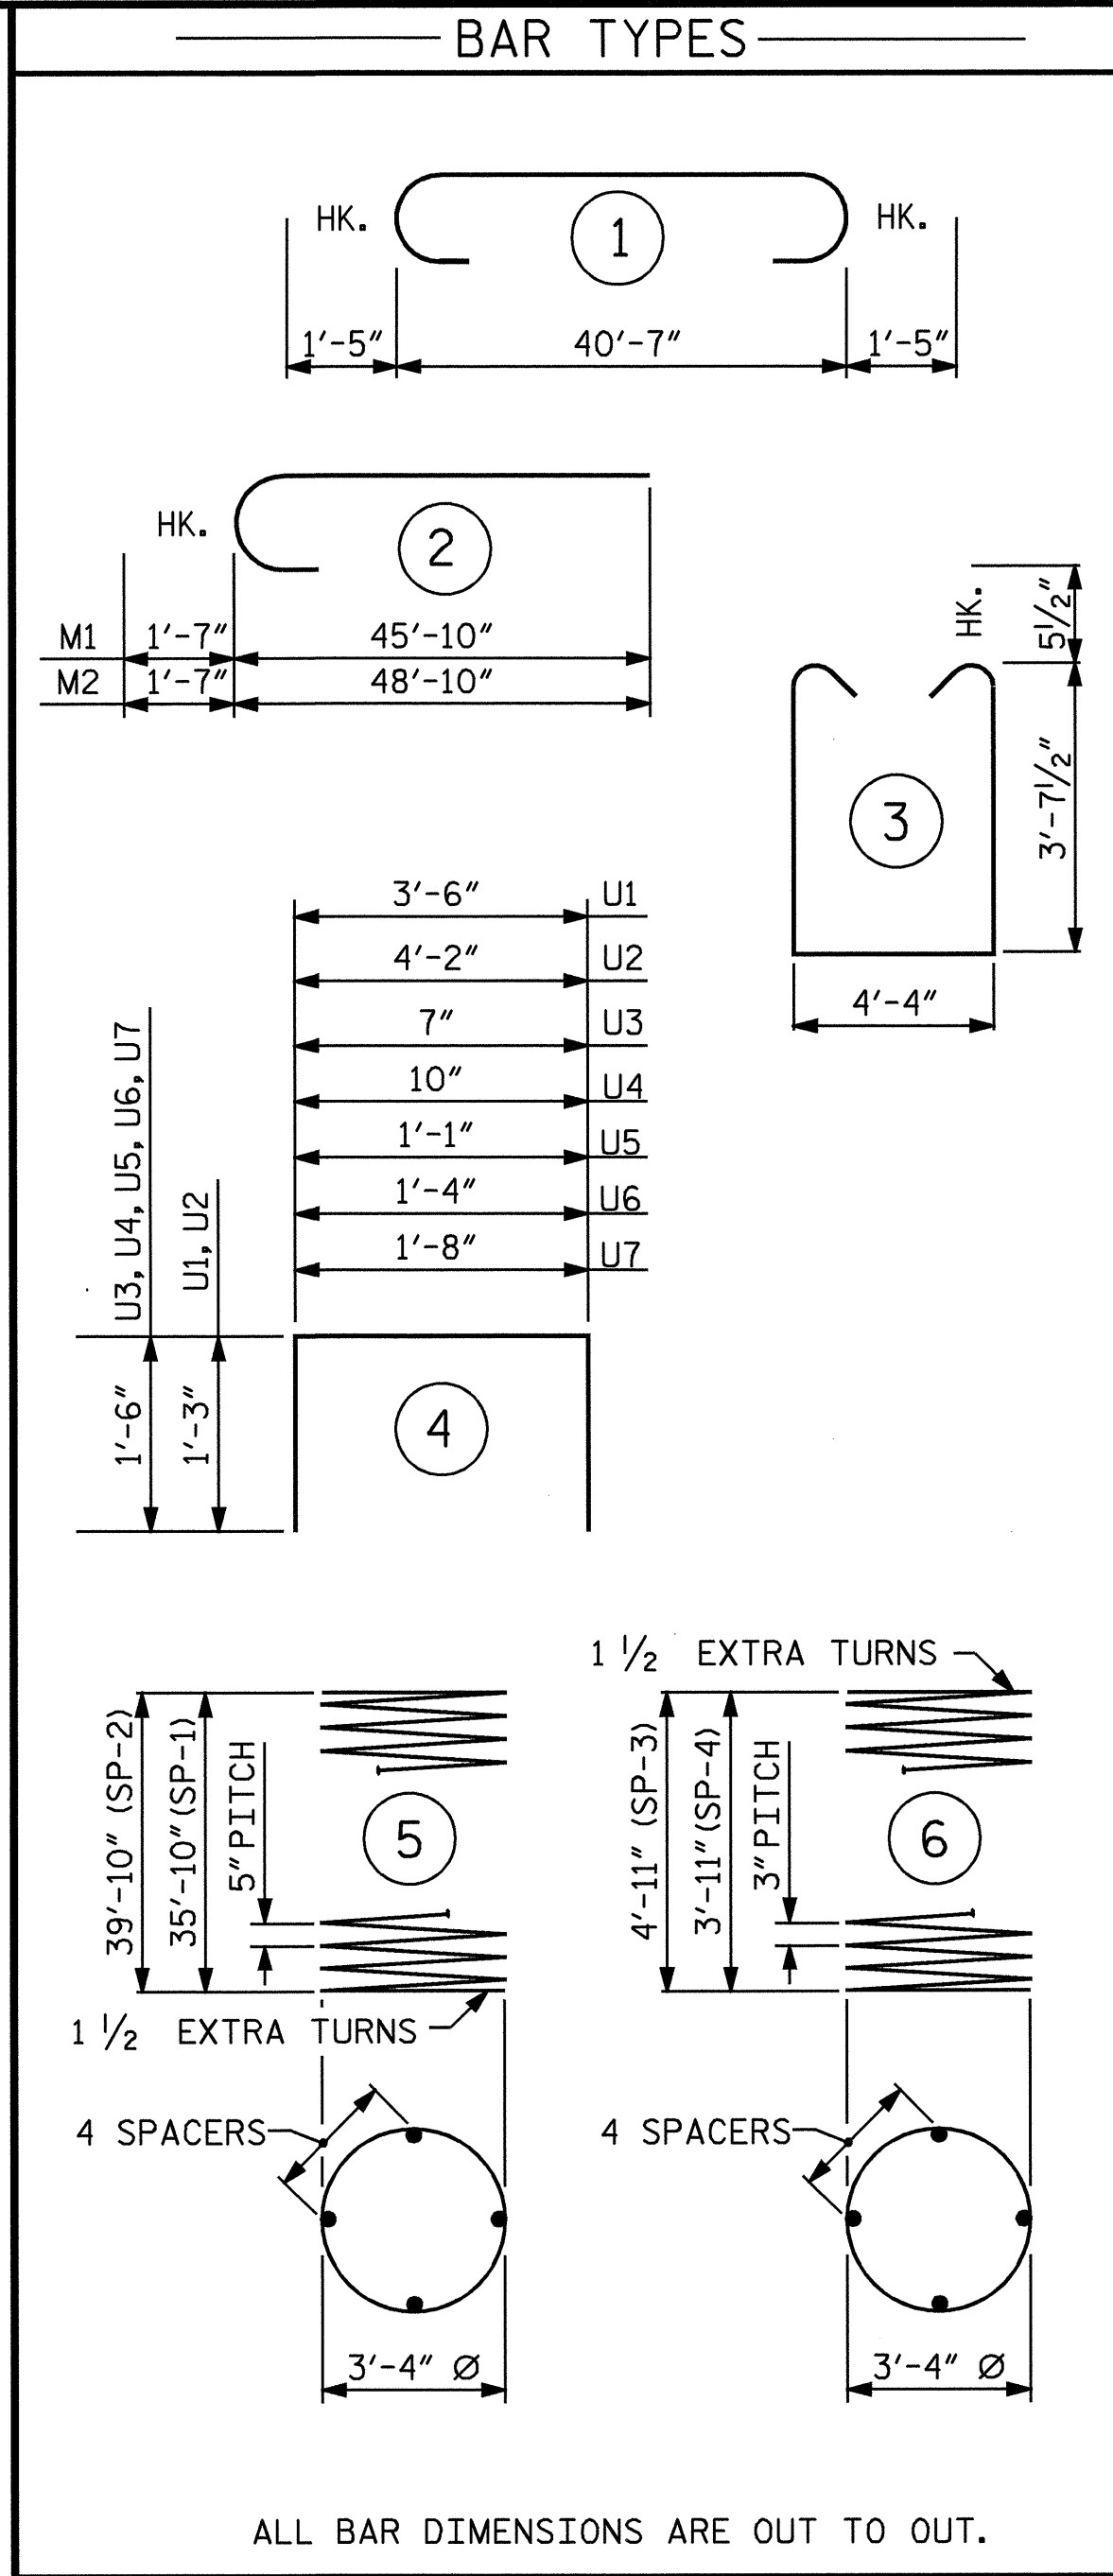 BAR TYPES
HK. 1 HK.
1'-5" 40'-7" 1'-5"
HK. 2
M1 1'-7" 45'-10"
M2 1'-7" 48'-10"
HK. 5 1/2"
3'-7 1/2"
3
4'-4"
3'-6" U1
4'-2" U2
7" U3
10" U4
1'-1" U5
1'-4" U6
1'-8" U7
U3, U4, U5, U6, U7
U1, U2
1'-6"
1'-3"
4
39'-10" (SP-2)
35'-10" (SP-1)
5" PITCH
5
1 1/2 EXTRA TURNS
4 SPACERS
3'-4" Ø
1 1/2 EXTRA TURNS
4'-11" (SP-3)
3'-11" (SP-4)
3" PITCH
6
4 SPACERS
3'-4" Ø
ALL BAR DIMENSIONS ARE OUT TO OUT.